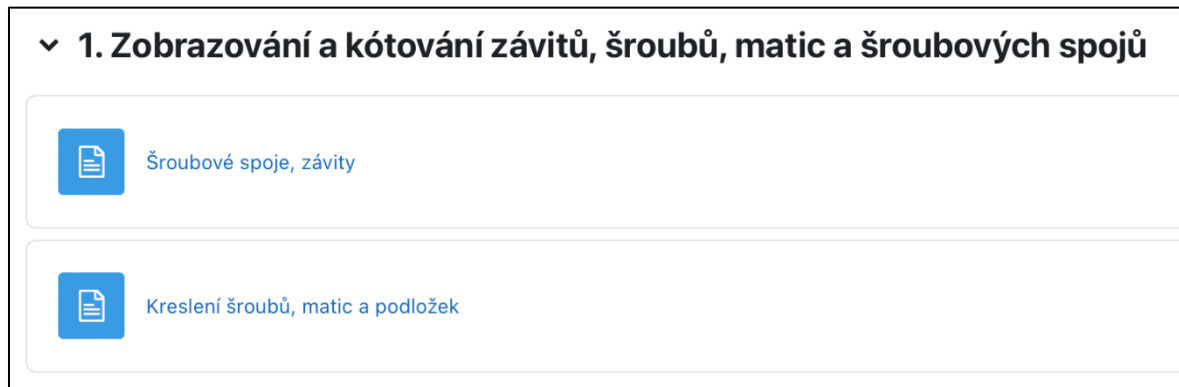 1. Zobrazování a kótování závitů, šroubů, matic a šroubových spojů
Šroubové spoje, závity
Kreslení šroubů, matic a podložek